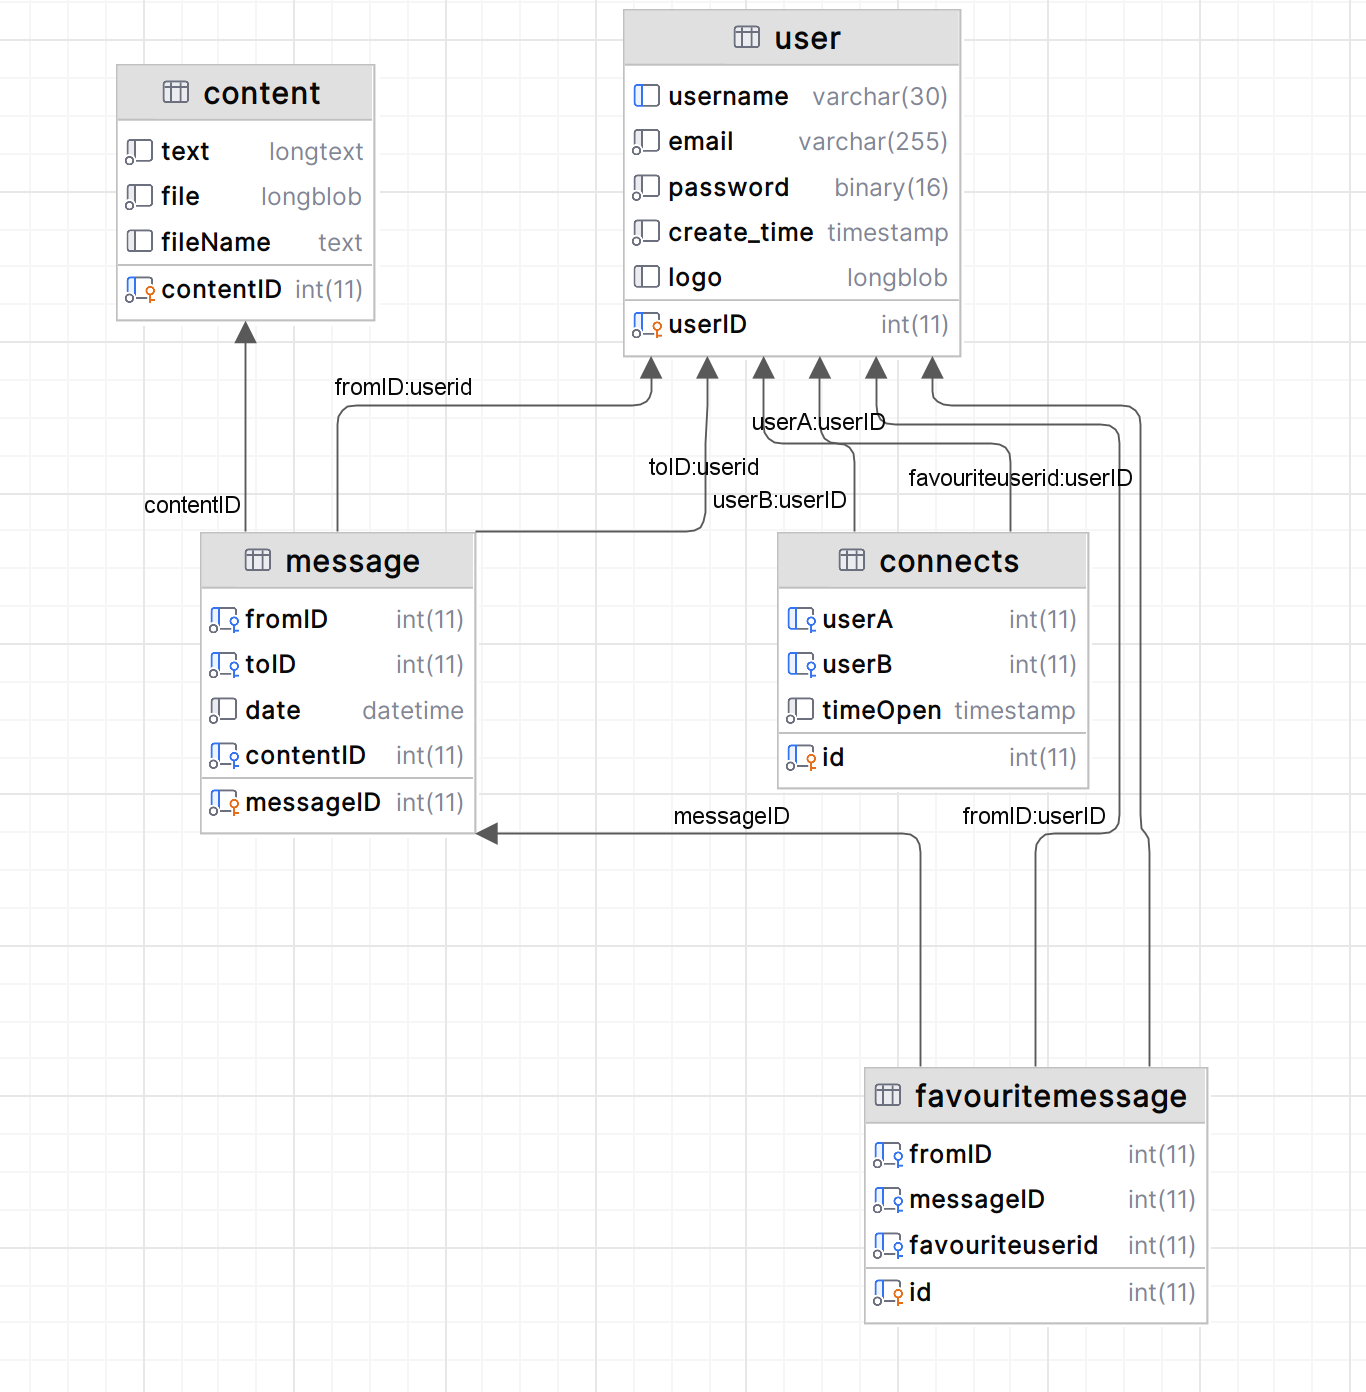 user
username varchar(30)
email varchar(255)
password binary(16)
create_time timestamp
logo longblob
userID int(11)
content
text longtext
file longblob
fileName text
contentID int(11)
fromID:userid
userA:userID
toID:userid
favouriteuserid:userID
userB:userID
contentID
message
fromID int(11)
toID int(11)
date datetime
contentID int(11)
messageID int(11)
connects
userA int(11)
userB int(11)
timeOpen timestamp
id int(11)
messageID
fromID:userID
favouritemessage
fromID int(11)
messageID int(11)
favouriteuserid int(11)
id int(11)